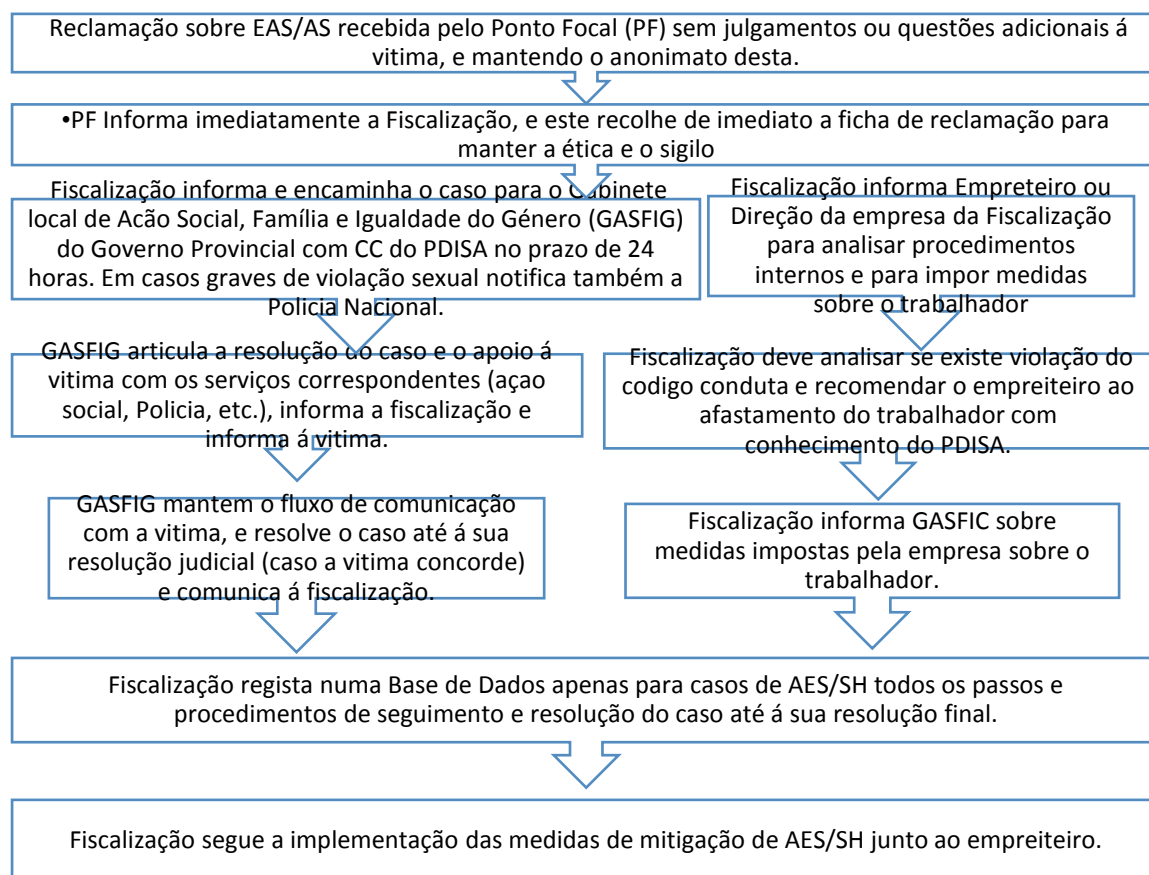 Reclamação sobre EAS/AS recebida pelo Ponto Focal (PF) sem julgamentos ou questões adicionais á
vitima, e mantendo o anonimato desta.
•PF Informa imediatamente a Fiscalização, e este recolhe de imediato a ficha de reclamação para
manter a ética e o sigilo
Fiscalização informa e encaminha o caso para o Gabinete
local de Acão Social, Família e Igualdade do Género (GASFIG)
do Governo Provincial com CC do PDISA no prazo de 24
horas. Em casos graves de violação sexual notifica também a
Policia Nacional.
Fiscalização informa Empreteiro ou
Direção da empresa da Fiscalização
para analisar procedimentos
internos e para impor medidas
sobre o trabalhador
GASFIG articula a resolução do caso e o apoio á
vitima com os serviços correspondentes (açao
social, Policia, etc.), informa a fiscalização e
informa á vitima.
Fiscalização deve analisar se existe violação do
codigo conduta e recomendar o empreiteiro ao
afastamento do trabalhador com
conhecimento do PDISA.
GASFIG mantem o fluxo de comunicação
com a vitima, e resolve o caso até á sua
resolução judicial (caso a vitima concorde)
e comunica á fiscalização.
Fiscalização informa GASFIC sobre
medidas impostas pela empresa sobre o
trabalhador.
Fiscalização regista numa Base de Dados apenas para casos de AES/SH todos os passos e
procedimentos de seguimento e resolução do caso até á sua resolução final.
Fiscalização segue a implementação das medidas de mitigação de AES/SH junto ao empreiteiro.